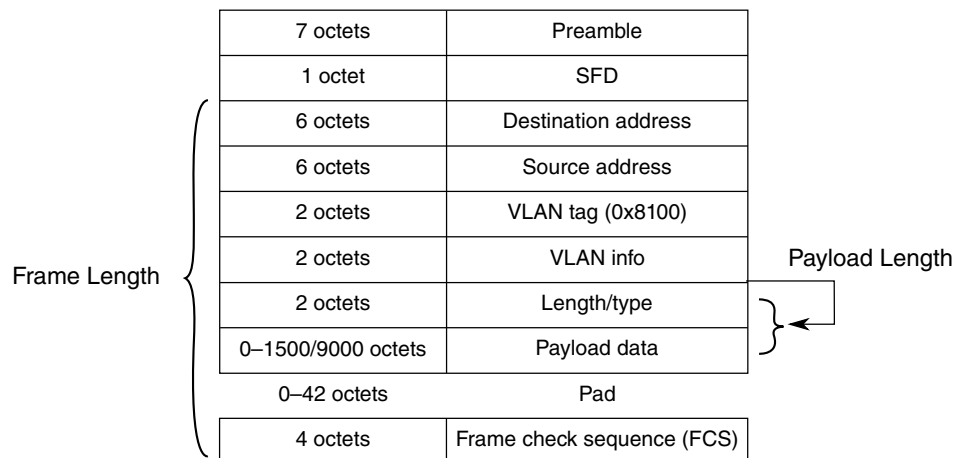 7 octets Preamble
1 octet SFD
6 octets Destination address
6 octets Source address
2 octets VLAN tag (0x8100)
2 octets VLAN info
Payload Length
Frame Length
2 octets Length/type
0–1500/9000 octets Payload data
0–42 octets Pad
4 octets Frame check sequence (FCS)